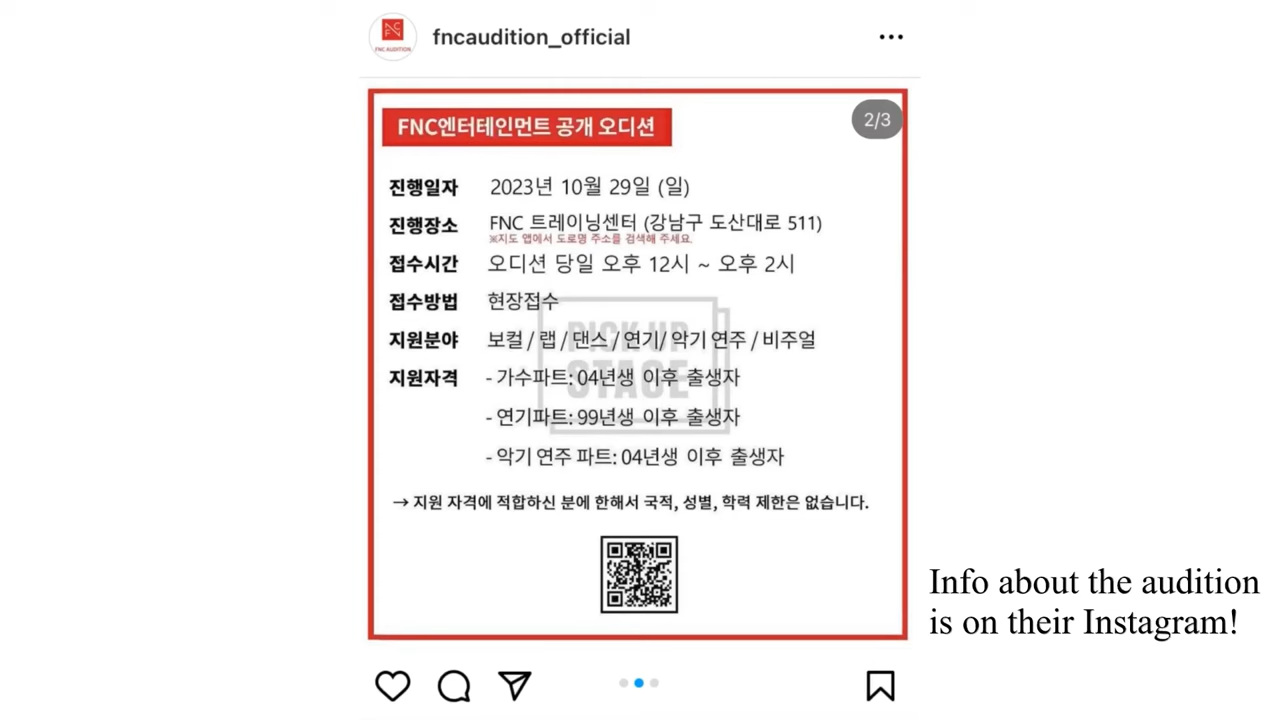 FNC AUDITION
fncaudition_official
FNC엔터테인먼트 공개 오디션
2/3
진행일자 2023년 10월 29일 (일)
진행장소 FNC 트레이닝센터 (강남구 도산대로 511)
※지도 앱에서 도로명 주소를 검색해 주세요.
접수시간 오디션 당일 오후 12시 ~ 오후 2시
접수방법 현장접수
지원분야 보컬 / 랩 / 댄스 / 연기/ 악기 연주 / 비주얼
지원자격 - 가수파트: 04년생 이후 출생자
- 연기파트: 99년생 이후 출생자
- 악기 연주 파트: 04년생 이후 출생자
PICK UP
STAGE
→ 지원 자격에 적합하신 분에 한해서 국적, 성별, 학력 제한은 없습니다.
Info about the audition
is on their Instagram!